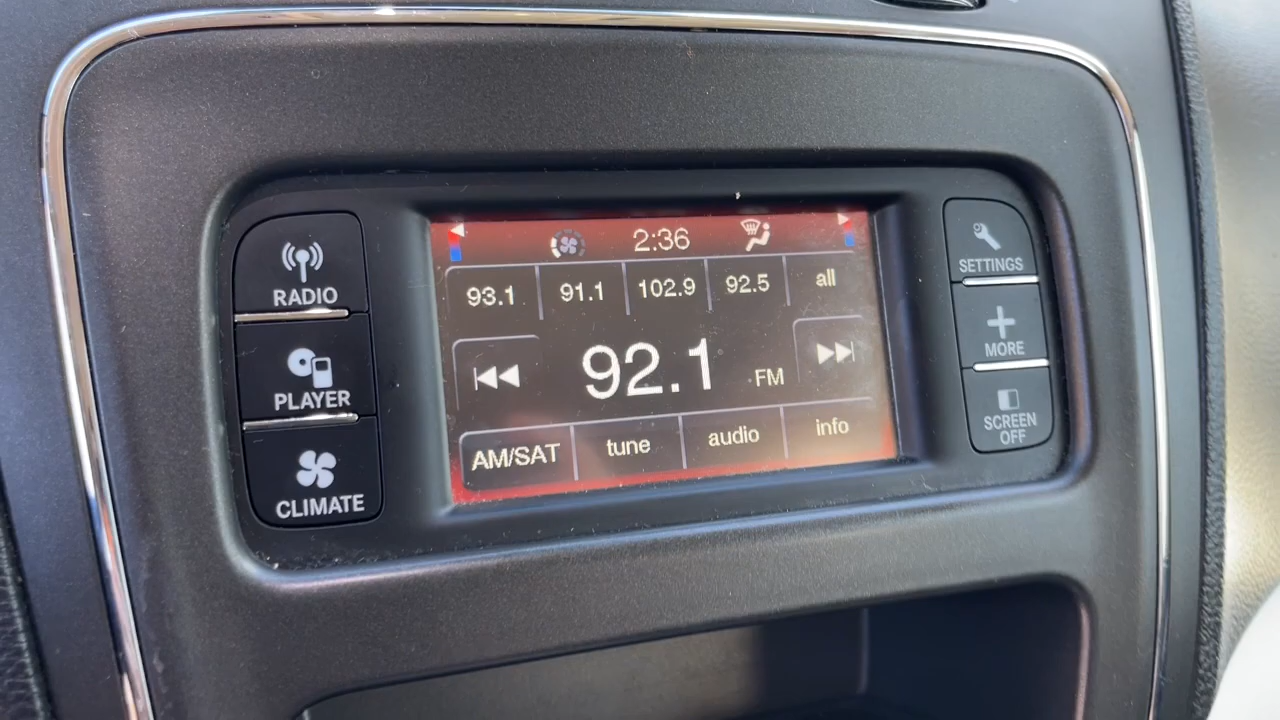 2:36
93.1 91.1 102.9 92.5 all
92.1 FM
AM/SAT tune audio info
RADIO
PLAYER
CLIMATE
SETTINGS
MORE
SCREEN
OFF